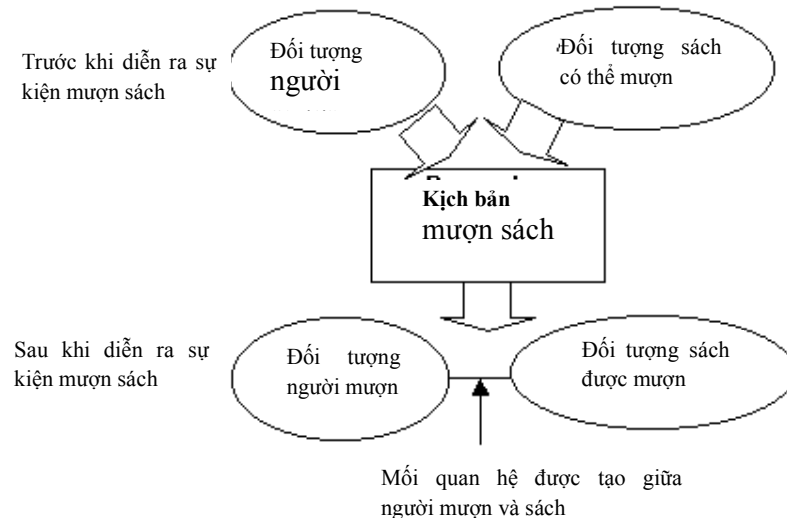 Trước khi diễn ra sự
kiện mượn sách
Đối tượng
người
Đối tượng sách
có thể mượn
Kịch bản
mượn sách
Sau khi diễn ra sự
kiện mượn sách
Đối tượng
người mượn
Đối tượng sách
được mượn
Mối quan hệ được tạo giữa
người mượn và sách